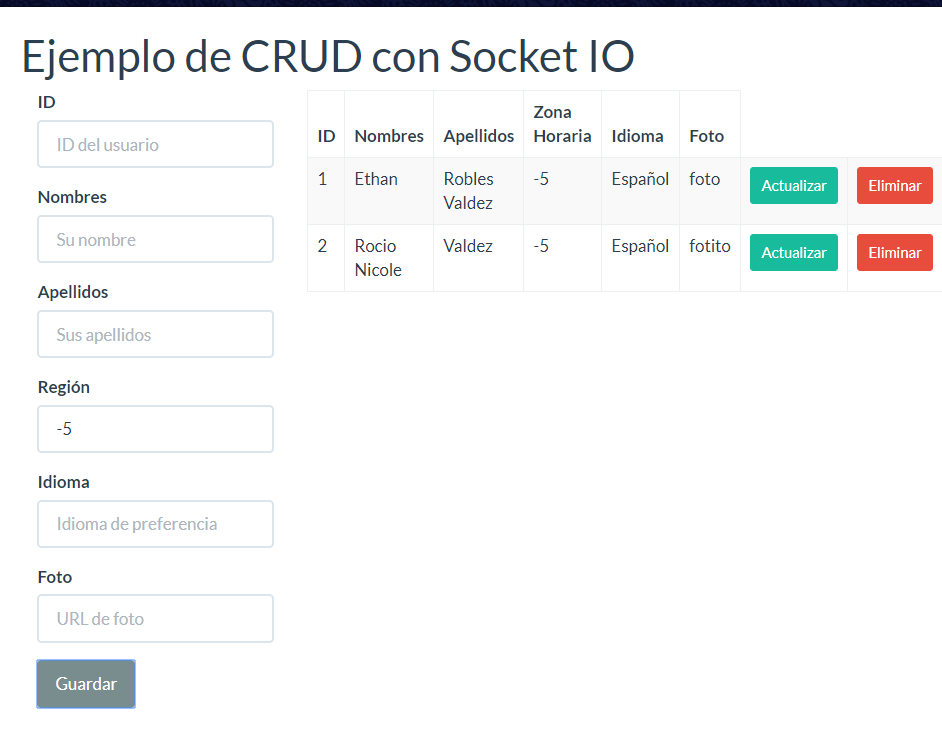 Ejemplo de CRUD con Socket IO
ID
ID del usuario
Nombres
Su nombre
Apellidos
Sus apellidos
Región
-5
Idioma
Idioma de preferencia
Foto
URL de foto
Guardar
ID Nombres Apellidos Zona Horaria Idioma Foto
1 Ethan Robles Valdez -5 Español foto Actualizar Eliminar
2 Rocio Nicole Valdez -5 Español fotito Actualizar Eliminar